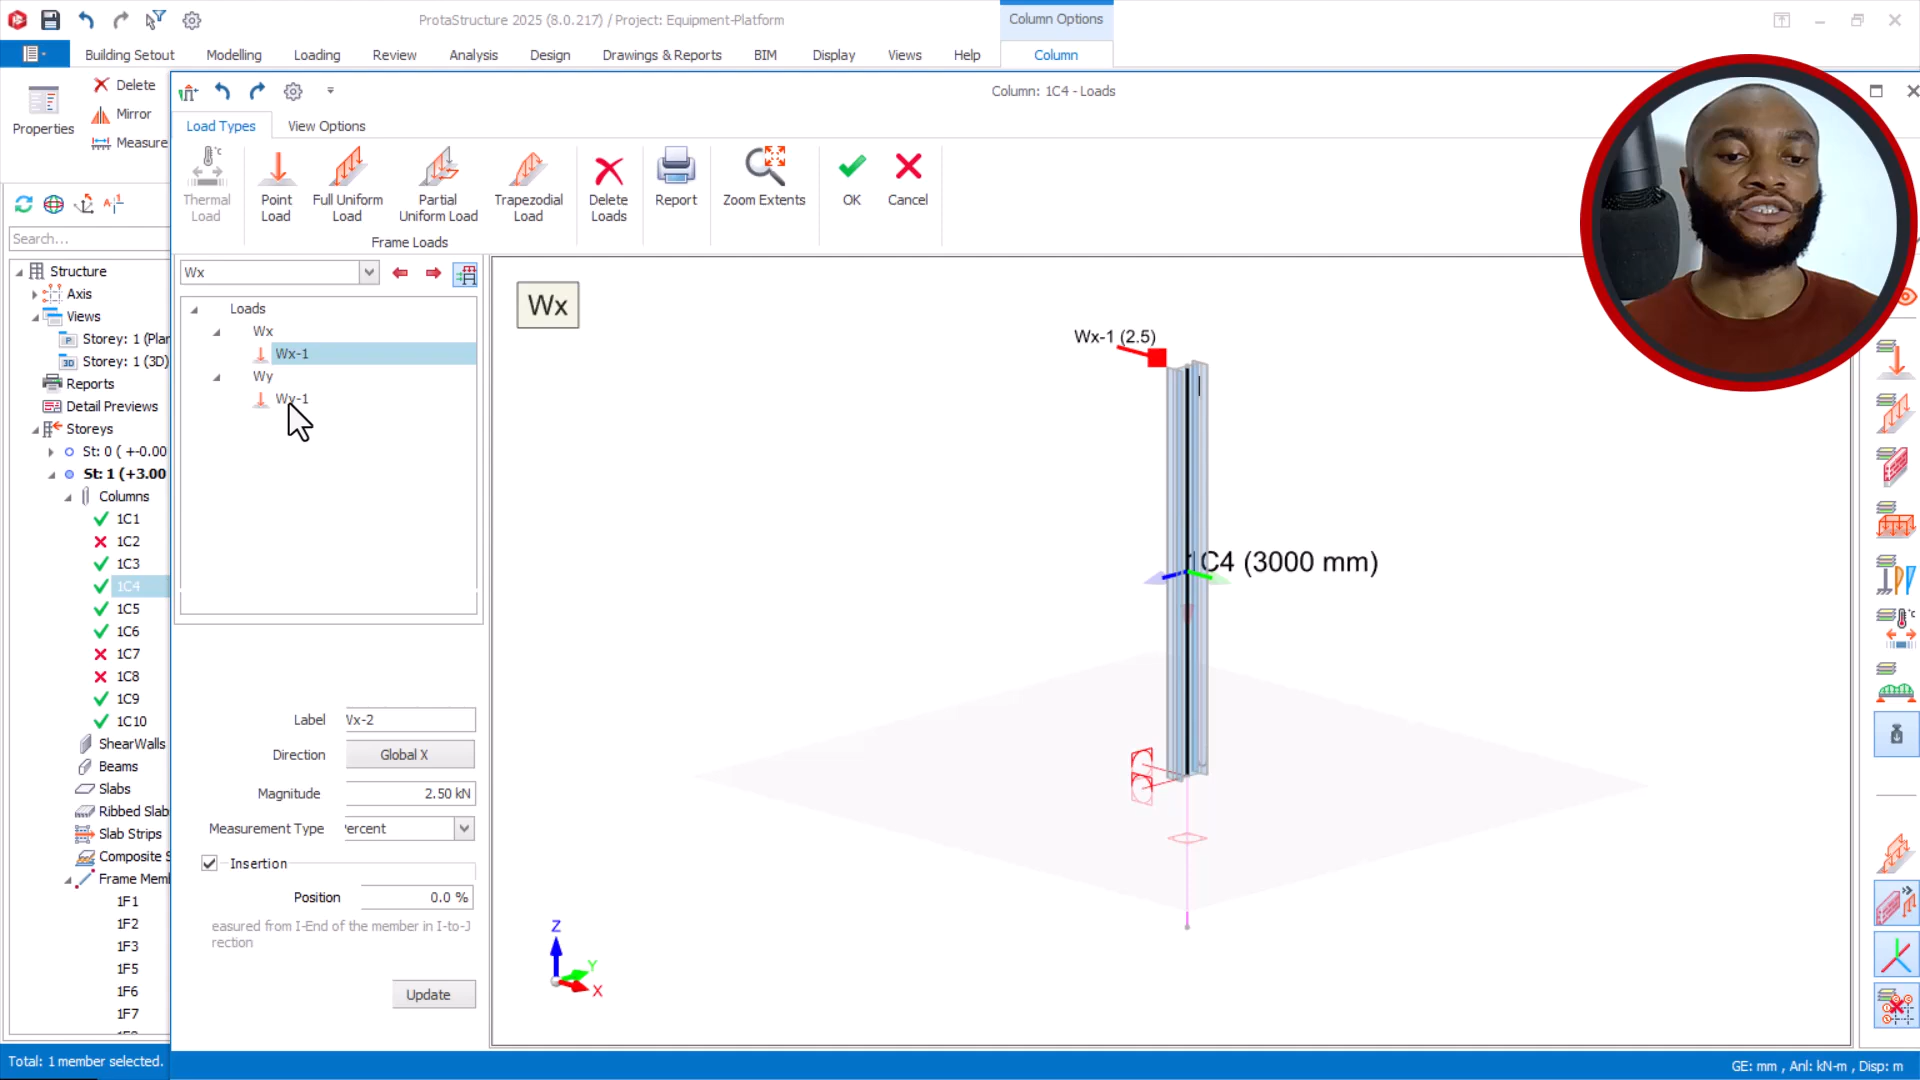 ProtaStructure 2025 (8.0.217) / Project: Equipment-Platform
Column Options
Building Setout
Modelling
Loading
Review
Analysis
Design
Drawings & Reports
BIM
Display
Views
Help
Column
Properties
Delete
Mirror
Measure
Column: 1C4 - Loads
Load Types
View Options
Thermal
Load
Point
Load
Full Uniform
Load
Partial
Uniform Load
Trapezodial
Load
Delete
Loads
Report
Zoom Extents
OK
Cancel
Frame Loads
Search...
Structure
Axis
Views
Storey: 1 (Plar
Storey: 1 (3D)
Reports
Detail Previews
Storeys
St: 0 ( +-0.00
St: 1 (+3.00
Columns
1C1
1C2
1C3
1C4
1C5
1C6
1C7
1C8
1C9
1C10
ShearWalls
Beams
Slabs
Ribbed Slab
Slab Strips
Composite S
Frame Meml
1F1
1F2
1F3
1F5
1F6
1F7
Wx
Loads
Wx
Wx-1
Wy
Wy-1
Label
Wx-2
Direction
Global X
Magnitude
2.50 kN
Measurement Type
Percent
Insertion
Position
0.0 %
easured from I-End of the member in I-to-J
rection
Update
Wx
Wx-1 (2.5)
1C4 (3000 mm)
Z
Y
X
Total: 1 member selected.
GE: mm , Anl: kN-m , Disp: m